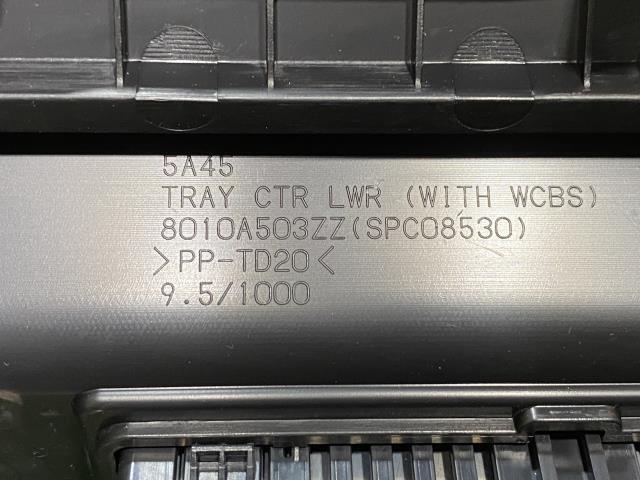 5A45
TRAY CTR LWR (WITH WCBS)
8010A503ZZ(SPC08530)
>PP-TD20<
9.5/1000